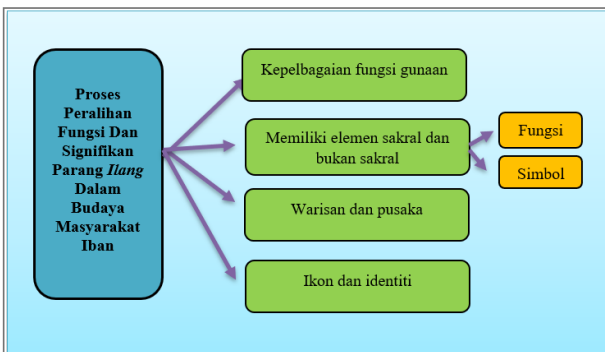 Proses
Peralihan
Fungsi Dan
Signifikan
Parang Ilang
Dalam
Budaya
Masyarakat
Iban
Kepelbagaian fungsi gunaan
Memiliki elemen sakral dan
bukan sakral
Fungsi
Simbol
Warisan dan pusaka
Ikon dan identiti